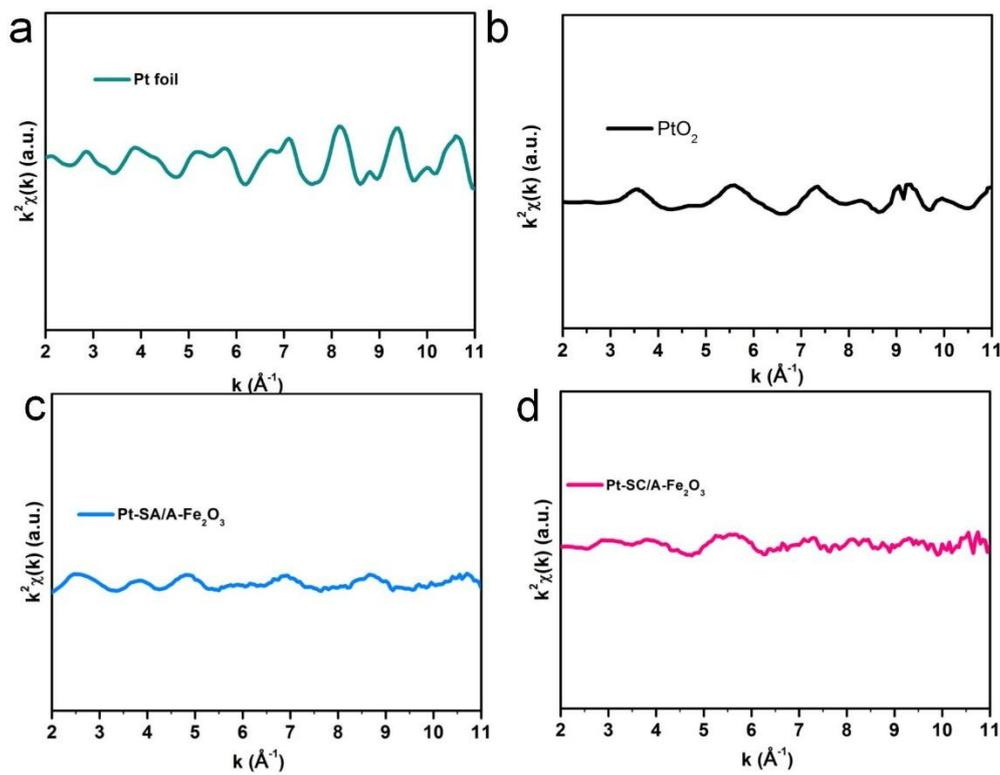 a
Pt foil
k²χ(k) (a.u.)
2 3 4 5 6 7 8 9 10 11
k (Å⁻¹)
b
PtO₂
k²χ(k) (a.u.)
2 3 4 5 6 7 8 9 10 11
k (Å⁻¹)
c
Pt-SA/A-Fe₂O₃
k²χ(k) (a.u.)
2 3 4 5 6 7 8 9 10 11
k (Å⁻¹)
d
Pt-SC/A-Fe₂O₃
k²χ(k) (a.u.)
2 3 4 5 6 7 8 9 10 11
k (Å⁻¹)